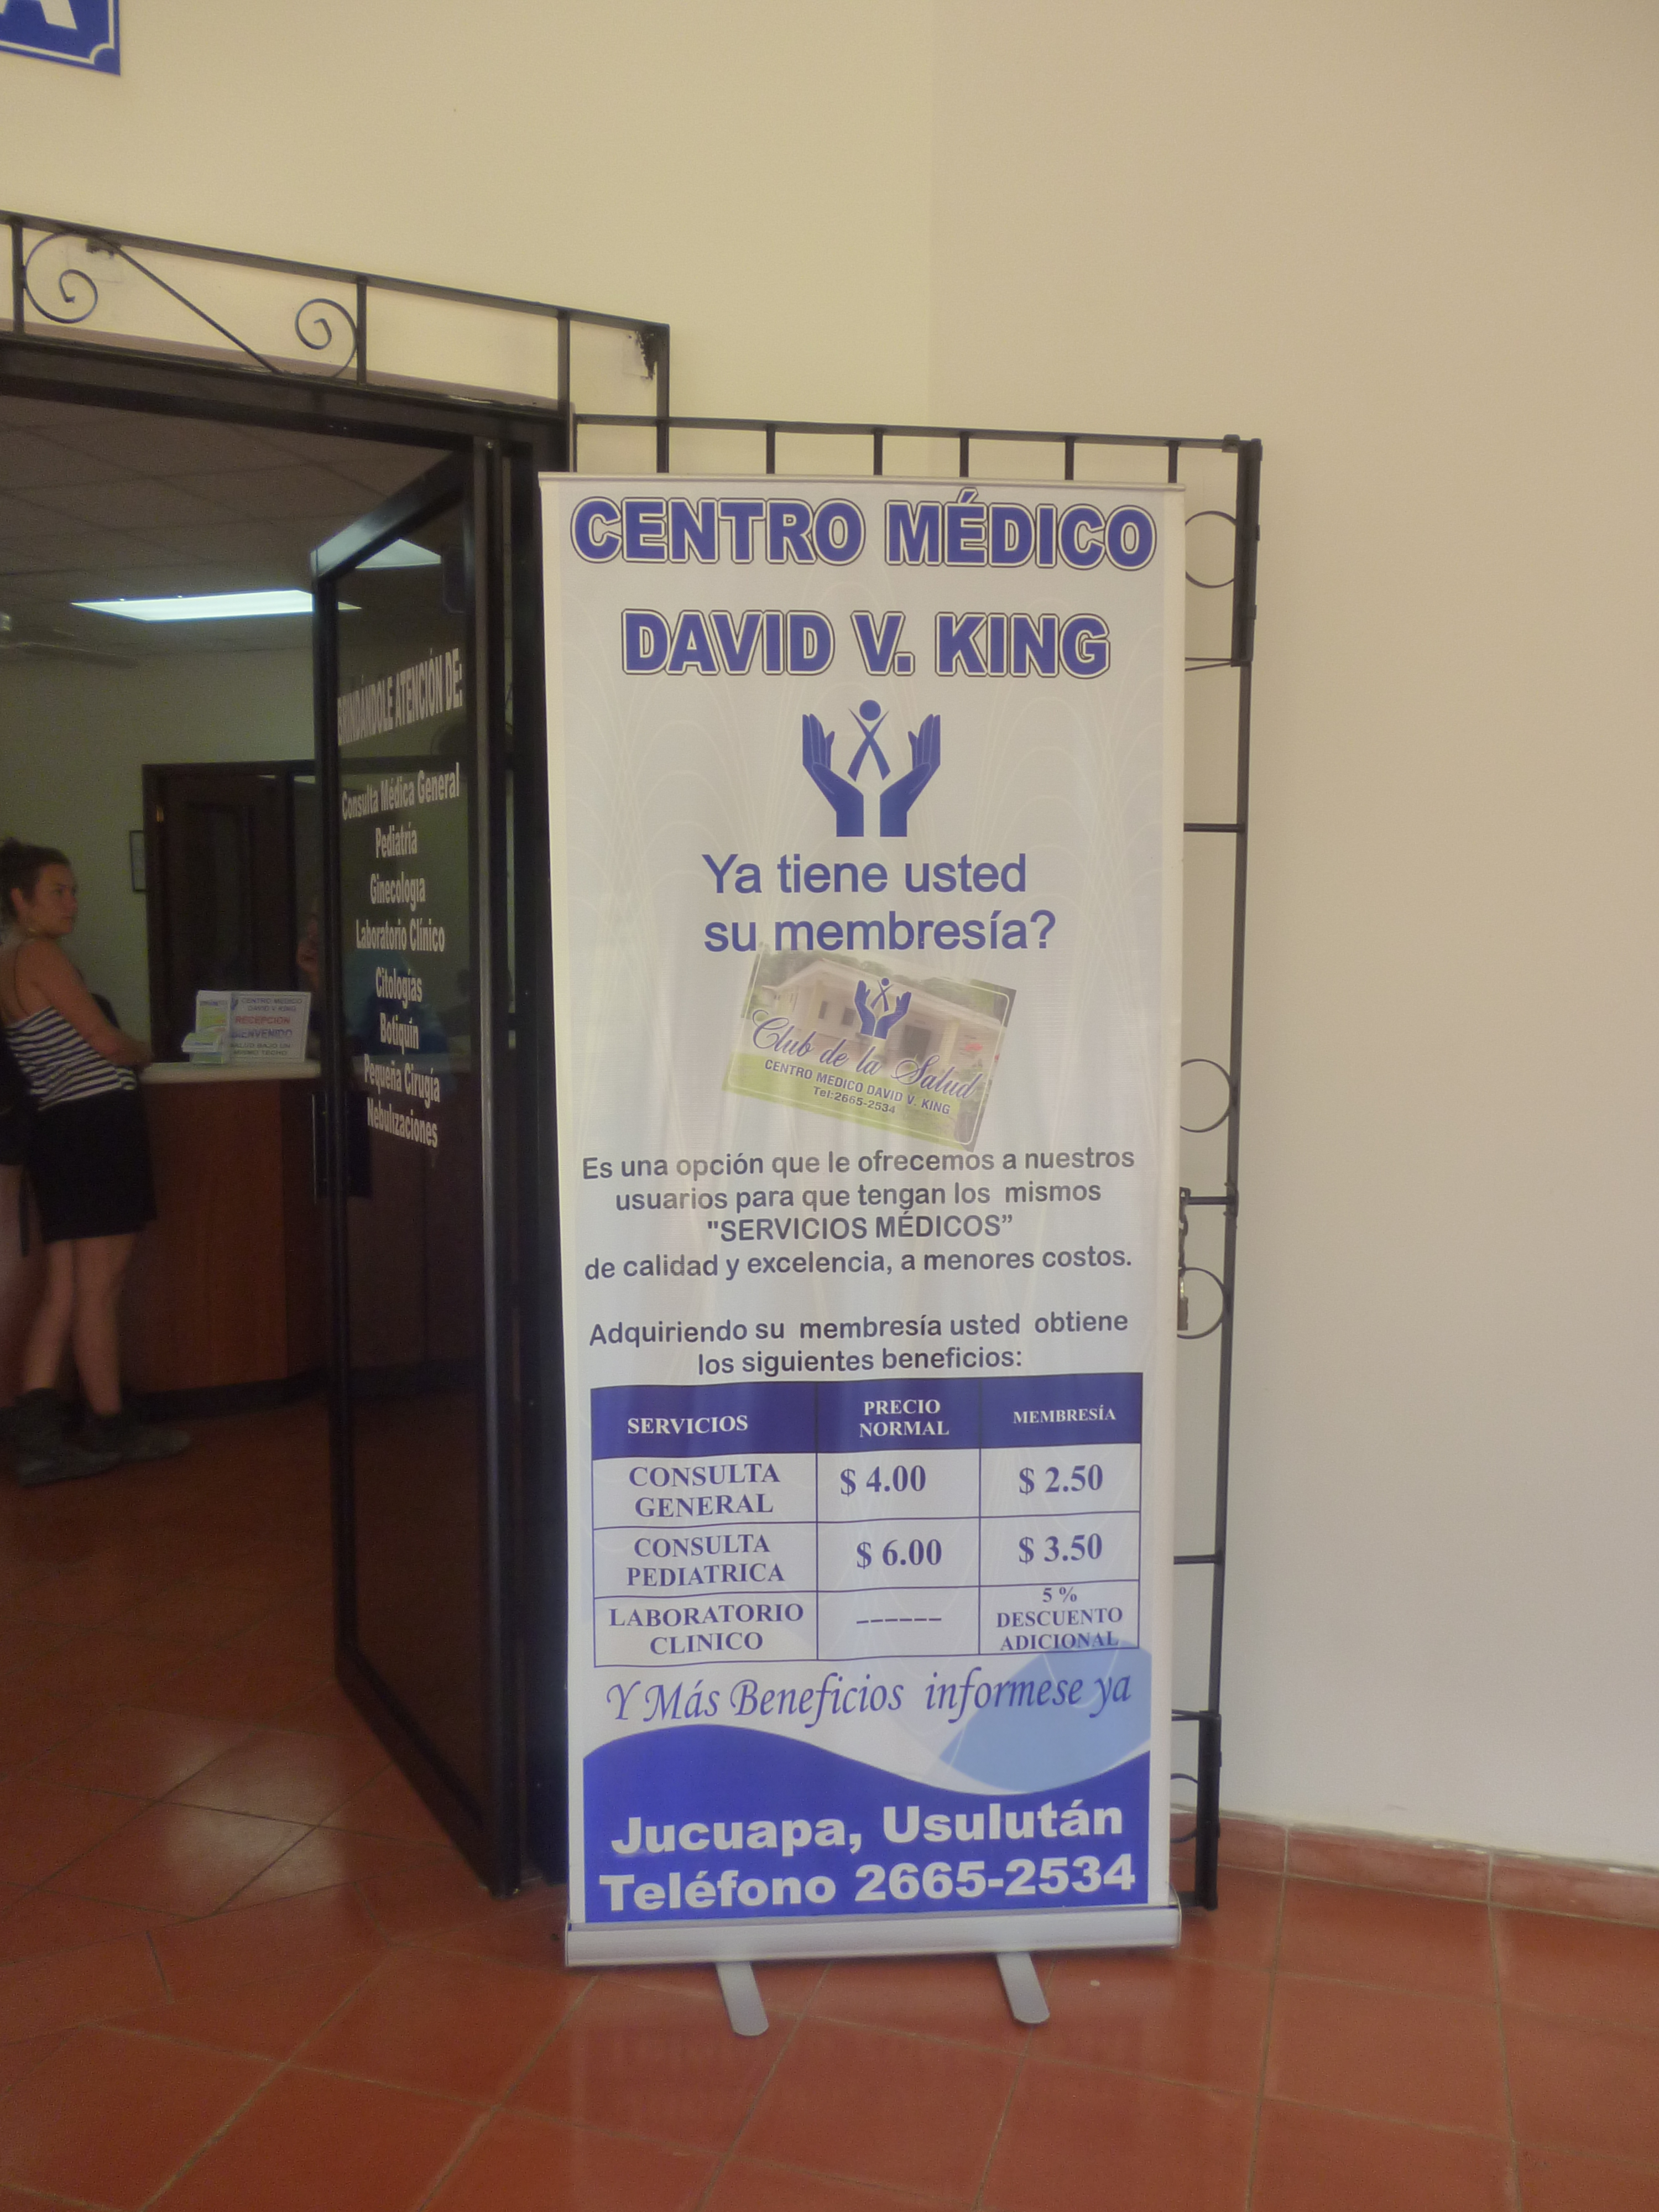 A
CENTRO MÉDICO
DAVID V. KING
Ya tiene usted
su membresía?
Club de la Salud
CENTRO MEDICO DAVID V. KING
Tel:2665-2534
Es una opción que le ofrecemos a nuestros
usuarios para que tengan los mismos
"SERVICIOS MÉDICOS”
de calidad y excelencia, a menores costos.
Adquiriendo su membresía usted obtiene
los siguientes beneficios:
SERVICIOS PRECIO NORMAL MEMBRESÍA
CONSULTA GENERAL $ 4.00 $ 2.50
CONSULTA PEDIATRICA $ 6.00 $ 3.50
LABORATORIO CLINICO ------ 5 % DESCUENTO ADICIONAL
Y Más Beneficios informese ya
Jucuapa, Usulután
Teléfono 2665-2534
BRINDÁNDOLE ATENCIÓN DE:
Consulta Médica General
Pediatría
Ginecología
Laboratorio Clínico
Citologías
Botiquín
Pequeña Cirugía
Nebulizaciones
CENTRO MEDICO
DAVID V. KING
RECEPCION
BIENVENIDO